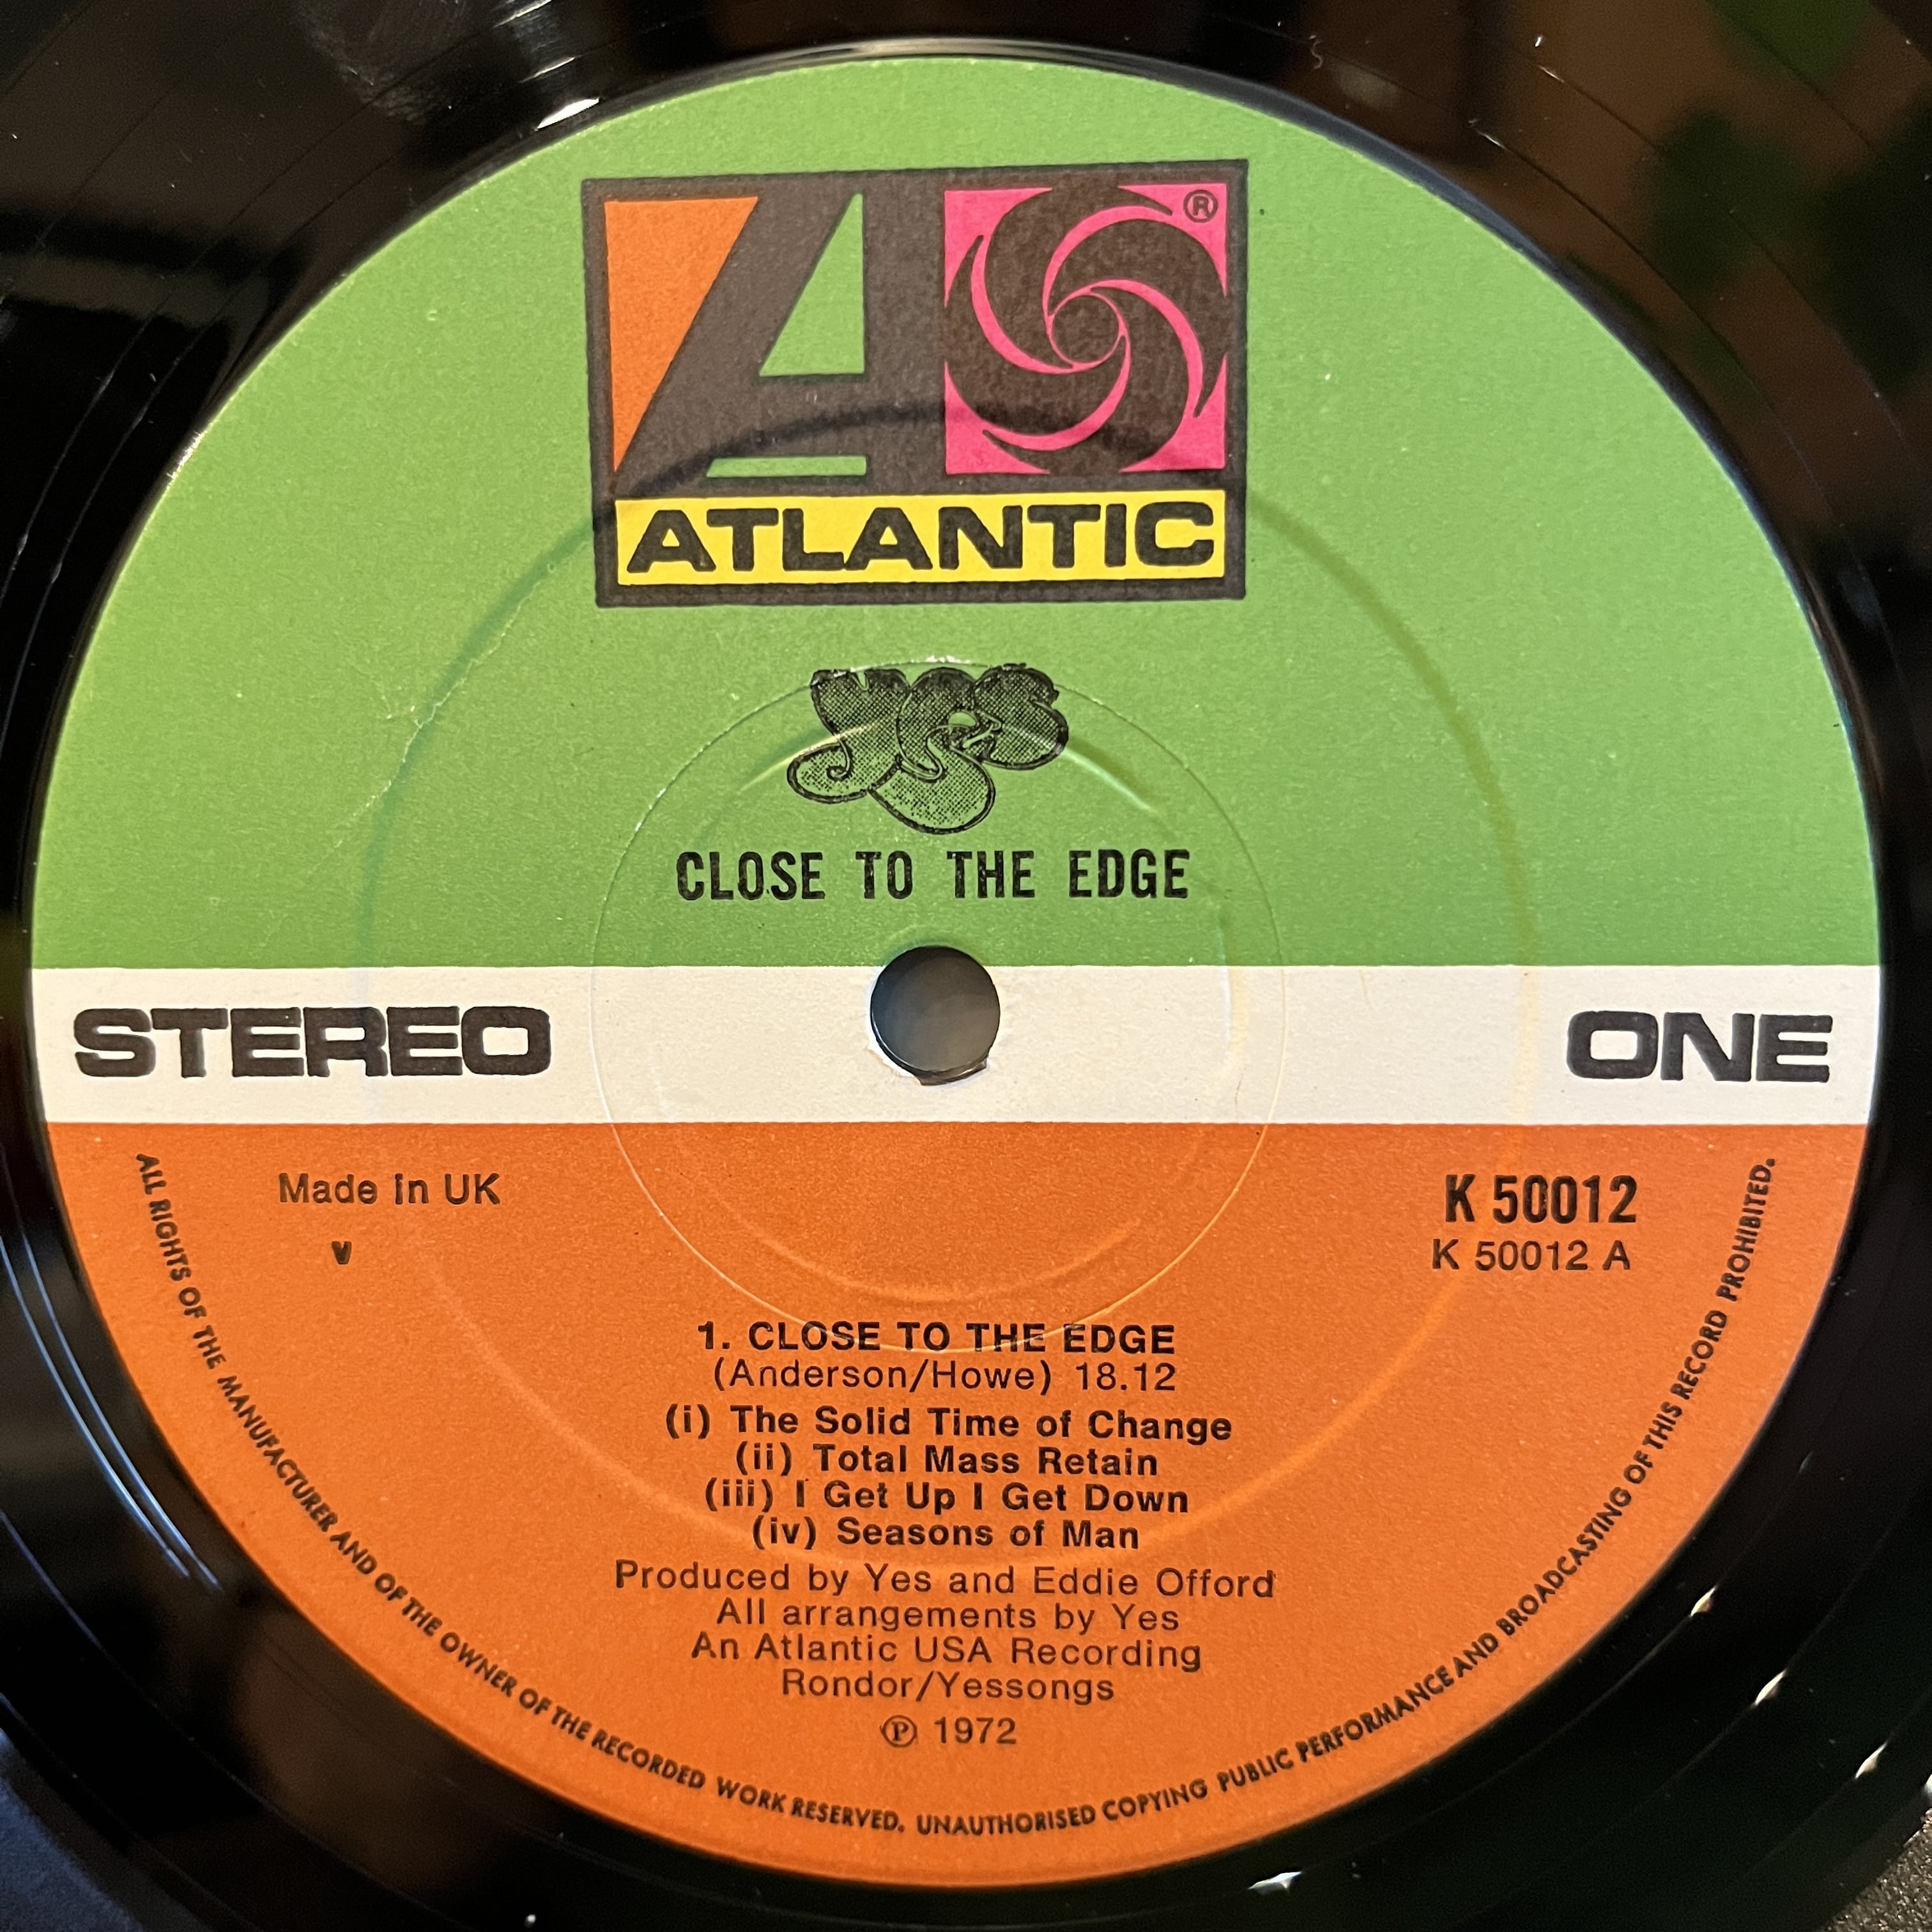 ®
ATLANTIC
yes
CLOSE TO THE EDGE
STEREO
ONE
Made in UK
V
K 50012
K 50012 A
1. CLOSE TO THE EDGE
(Anderson/Howe) 18.12
(i) The Solid Time of Change
(ii) Total Mass Retain
(iii) I Get Up I Get Down
(iv) Seasons of Man
Produced by Yes and Eddie Offord
All arrangements by Yes
An Atlantic USA Recording
Rondor/Yessongs
℗ 1972
ALL RIGHTS OF THE MANUFACTURER AND OF THE OWNER OF THE RECORDED WORK RESERVED. UNAUTHORISED COPYING PUBLIC PERFORMANCE AND BROADCASTING OF THIS RECORD PROHIBITED.